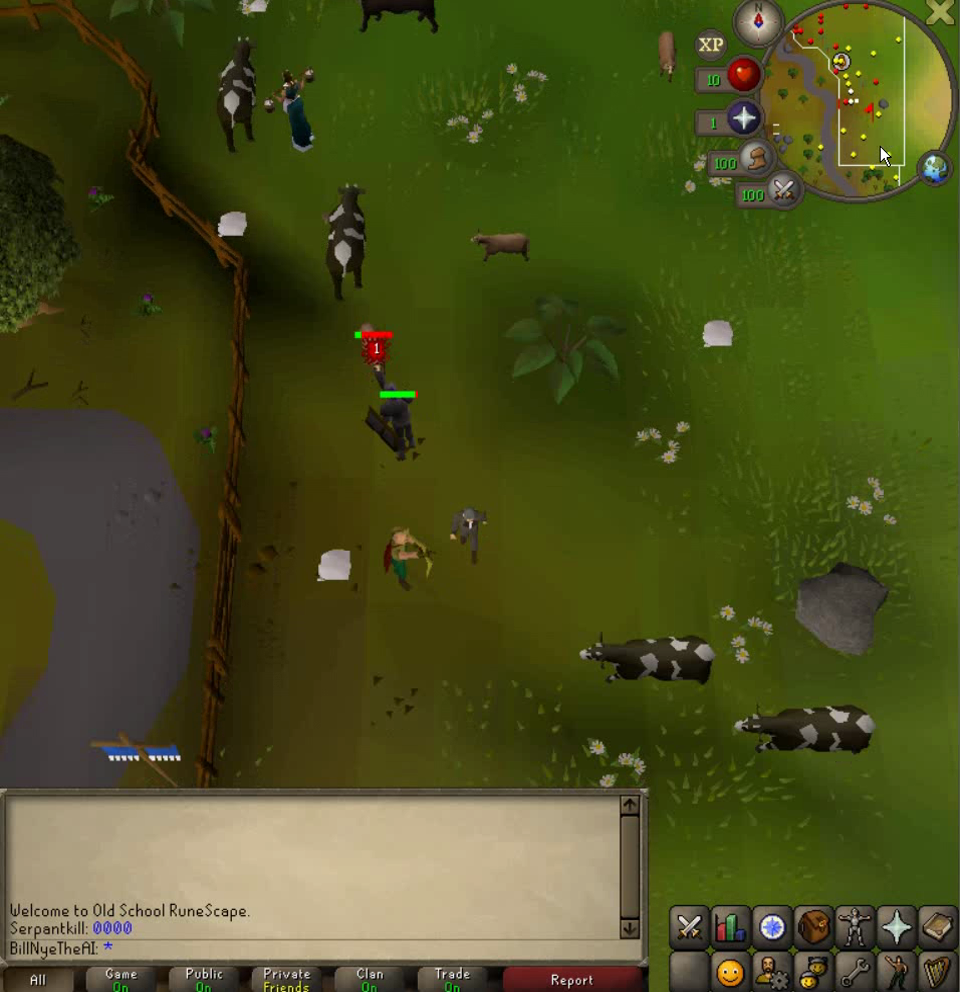 N
XP
10
1
100
100
1
Welcome to Old School RuneScape.
Serpantkill: 0000
BillNyeTheAI: *
All
Game
On
Public
On
Private
Friends
Clan
On
Trade
On
Report